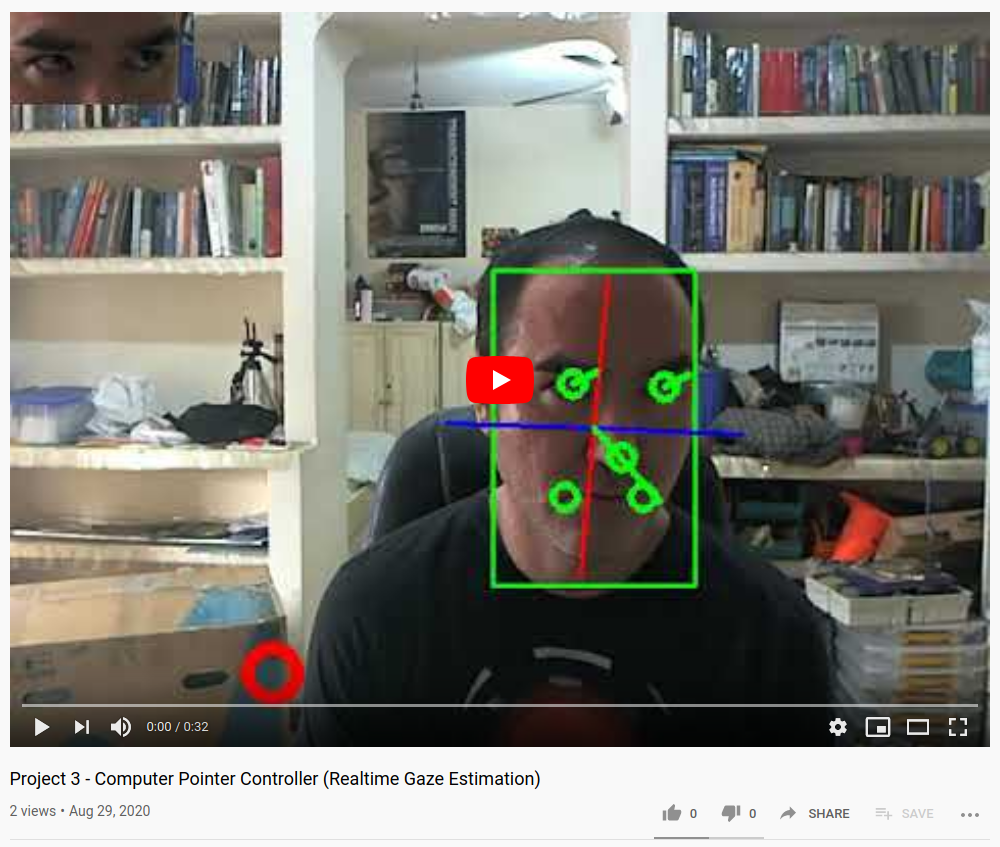 0:00 / 0:32
Project 3 - Computer Pointer Controller (Realtime Gaze Estimation)
2 views • Aug 29, 2020
0
0
SHARE
SAVE